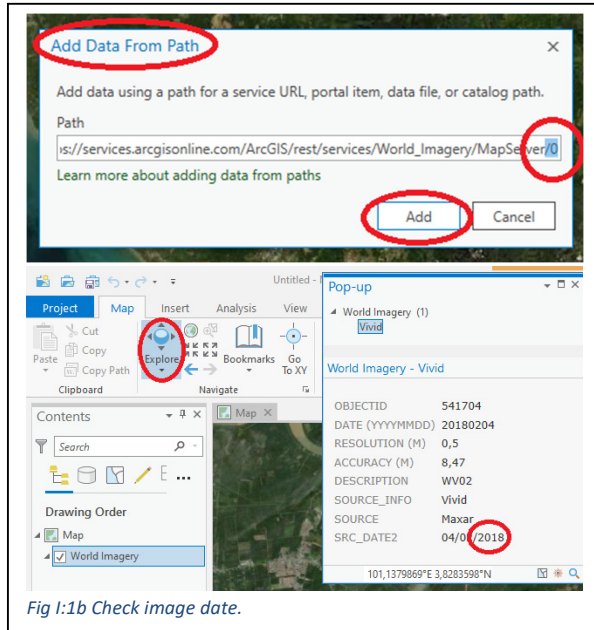 Add Data From Path
Add data using a path for a service URL, portal item, data file, or catalog path.
Path
s://services.arcgisonline.com/ArcGIS/rest/services/World_Imagery/MapServer/0
Learn more about adding data from paths
Add Cancel
Untitled -
Project Map Insert Analysis View
Cut
Copy
Copy Path
Paste
Explore
Bookmarks
Go To XY
Clipboard Navigate
Contents
Map
Search
Drawing Order
Map
World Imagery
Pop-up
World Imagery (1)
Vivid
World Imagery - Vivid
OBJECTID 541704
DATE (YYYYMMDD) 20180204
RESOLUTION (M) 0,5
ACCURACY (M) 8,47
DESCRIPTION WV02
SOURCE_INFO Vivid
SOURCE Maxar
SRC_DATE2 04/02/2018
101,1379869°E 3,8283598°N
Fig I:1b Check image date.